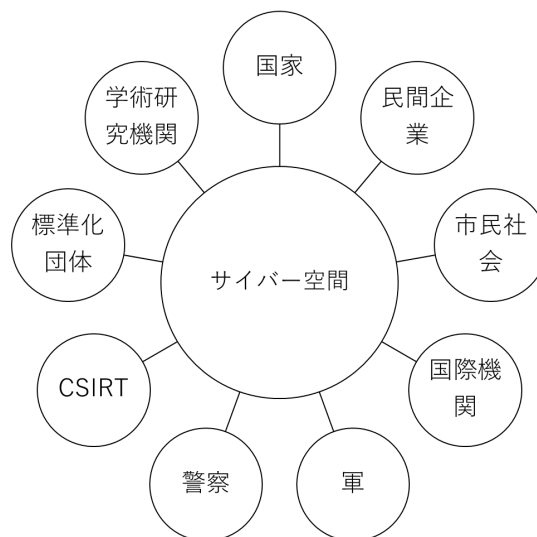 国家
民間企
業
市民社
会
国際機
関
軍
警察
CSIRT
標準化
団体
学術研
究機関
サイバー空間